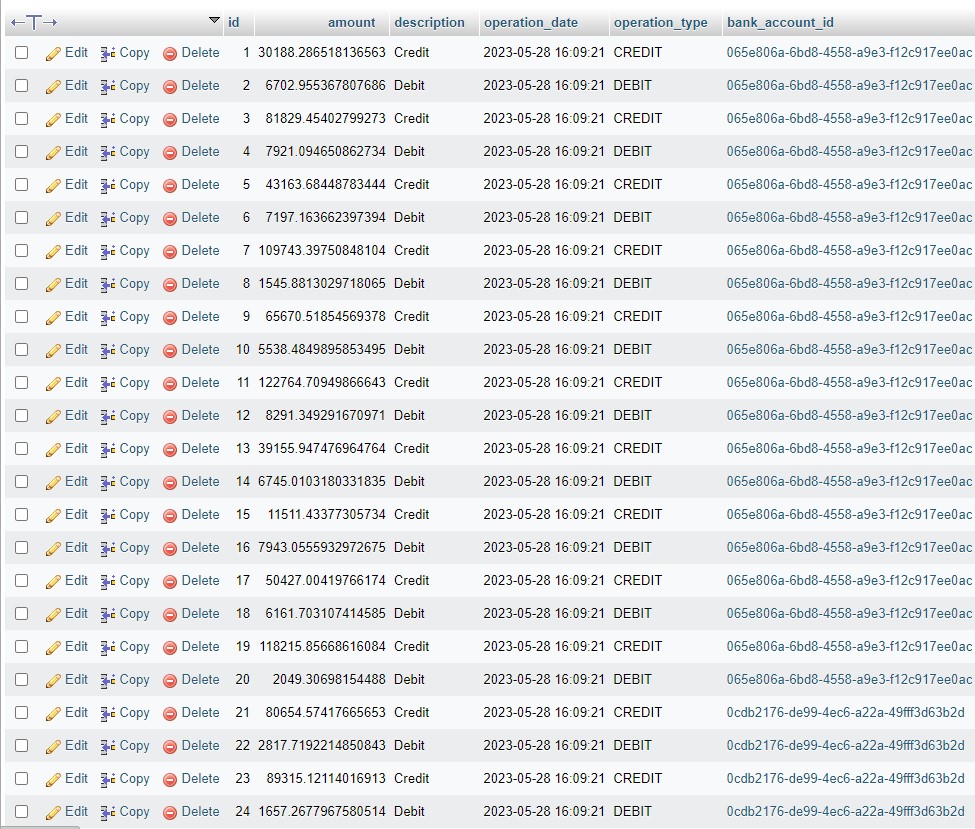 ←T→ id amount description operation_date operation_type bank_account_id
Edit Copy Delete 1 30188.286518136563 Credit 2023-05-28 16:09:21 CREDIT 065e806a-6bd8-4558-a9e3-f12c917ee0ac
Edit Copy Delete 2 6702.955367807686 Debit 2023-05-28 16:09:21 DEBIT 065e806a-6bd8-4558-a9e3-f12c917ee0ac
Edit Copy Delete 3 81829.45402799273 Credit 2023-05-28 16:09:21 CREDIT 065e806a-6bd8-4558-a9e3-f12c917ee0ac
Edit Copy Delete 4 7921.094650862734 Debit 2023-05-28 16:09:21 DEBIT 065e806a-6bd8-4558-a9e3-f12c917ee0ac
Edit Copy Delete 5 43163.68448783444 Credit 2023-05-28 16:09:21 CREDIT 065e806a-6bd8-4558-a9e3-f12c917ee0ac
Edit Copy Delete 6 7197.163662397394 Debit 2023-05-28 16:09:21 DEBIT 065e806a-6bd8-4558-a9e3-f12c917ee0ac
Edit Copy Delete 7 109743.39750848104 Credit 2023-05-28 16:09:21 CREDIT 065e806a-6bd8-4558-a9e3-f12c917ee0ac
Edit Copy Delete 8 1545.8813029718065 Debit 2023-05-28 16:09:21 DEBIT 065e806a-6bd8-4558-a9e3-f12c917ee0ac
Edit Copy Delete 9 65670.51854569378 Credit 2023-05-28 16:09:21 CREDIT 065e806a-6bd8-4558-a9e3-f12c917ee0ac
Edit Copy Delete 10 5538.4849895853495 Debit 2023-05-28 16:09:21 DEBIT 065e806a-6bd8-4558-a9e3-f12c917ee0ac
Edit Copy Delete 11 122764.70949866643 Credit 2023-05-28 16:09:21 CREDIT 065e806a-6bd8-4558-a9e3-f12c917ee0ac
Edit Copy Delete 12 8291.349291670971 Debit 2023-05-28 16:09:21 DEBIT 065e806a-6bd8-4558-a9e3-f12c917ee0ac
Edit Copy Delete 13 39155.947476964764 Credit 2023-05-28 16:09:21 CREDIT 065e806a-6bd8-4558-a9e3-f12c917ee0ac
Edit Copy Delete 14 6745.0103180331835 Debit 2023-05-28 16:09:21 DEBIT 065e806a-6bd8-4558-a9e3-f12c917ee0ac
Edit Copy Delete 15 11511.43377305734 Credit 2023-05-28 16:09:21 CREDIT 065e806a-6bd8-4558-a9e3-f12c917ee0ac
Edit Copy Delete 16 7943.0555932972675 Debit 2023-05-28 16:09:21 DEBIT 065e806a-6bd8-4558-a9e3-f12c917ee0ac
Edit Copy Delete 17 50427.00419766174 Credit 2023-05-28 16:09:21 CREDIT 065e806a-6bd8-4558-a9e3-f12c917ee0ac
Edit Copy Delete 18 6161.703107414585 Debit 2023-05-28 16:09:21 DEBIT 065e806a-6bd8-4558-a9e3-f12c917ee0ac
Edit Copy Delete 19 118215.85668616084 Credit 2023-05-28 16:09:21 CREDIT 065e806a-6bd8-4558-a9e3-f12c917ee0ac
Edit Copy Delete 20 2049.30698154488 Debit 2023-05-28 16:09:21 DEBIT 065e806a-6bd8-4558-a9e3-f12c917ee0ac
Edit Copy Delete 21 80654.57417665653 Credit 2023-05-28 16:09:21 CREDIT 0cdb2176-de99-4ec6-a22a-49fff3d63b2d
Edit Copy Delete 22 2817.7192214850843 Debit 2023-05-28 16:09:21 DEBIT 0cdb2176-de99-4ec6-a22a-49fff3d63b2d
Edit Copy Delete 23 89315.12114016913 Credit 2023-05-28 16:09:21 CREDIT 0cdb2176-de99-4ec6-a22a-49fff3d63b2d
Edit Copy Delete 24 1657.2677967580514 Debit 2023-05-28 16:09:21 DEBIT 0cdb2176-de99-4ec6-a22a-49fff3d63b2d